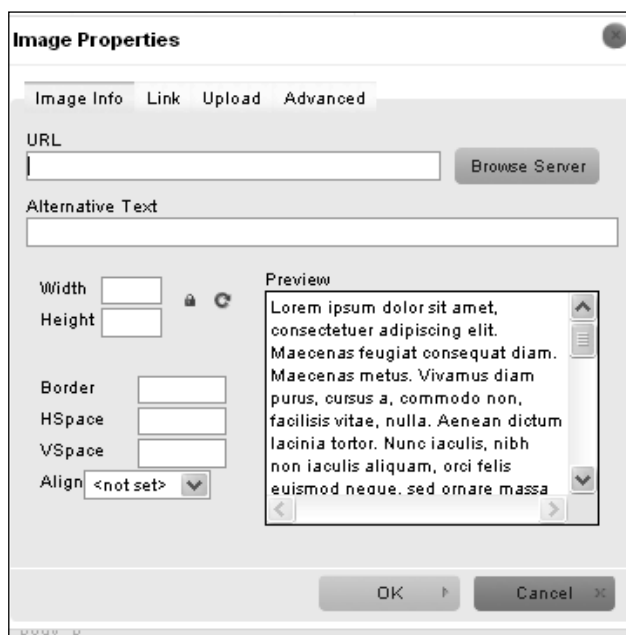 Image Properties
Image Info Link Upload Advanced
URL
Browse Server
Alternative Text
Width
Height
Preview
Lorem ipsum dolor sit amet,
consectetuer adipiscing elit.
Maecenas feugiat consequat diam.
Maecenas metus. Vivamus diam
purus, cursus a, commodo non,
facilisis vitae, nulla. Aenean dictum
lacinia tortor. Nunc iaculis, nibh
non iaculis aliquam, orci felis
euismod neque, sed ornare massa
Border
HSpace
VSpace
Align <not set>
OK Cancel